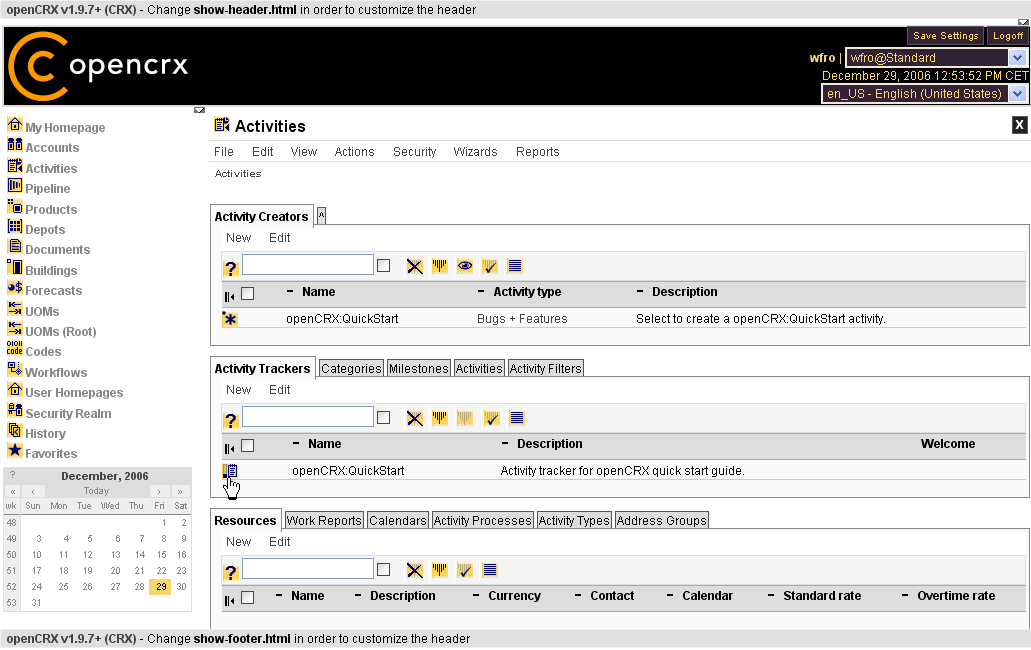 openCRX v1.9.7+ (CRX) - Change show-header.html in order to customize the header
Save Settings Logoff
opencrx
wfro | wfro@Standard
December 29, 2006 12:53:52 PM CET
en_US - English (United States)
My Homepage
Accounts
Activities
Pipeline
Products
Depots
Documents
Buildings
Forecasts
UOMs
UOMs (Root)
Codes
Workflows
User Homepages
Security Realm
History
Favorites
? December, 2006
« ‹ Today › »
wk Sun Mon Tue Wed Thu Fri Sat
48 1 2
49 3 4 5 6 7 8 9
50 10 11 12 13 14 15 16
51 17 18 19 20 21 22 23
52 24 25 26 27 28 29 30
53 31
Activities X
File Edit View Actions Security Wizards Reports
Activities
Activity Creators ^
New Edit
?
Name Activity type Description
openCRX:QuickStart Bugs + Features Select to create a openCRX:QuickStart activity.
Activity Trackers Categories Milestones Activities Activity Filters
New Edit
?
Name Description Welcome
openCRX:QuickStart Activity tracker for openCRX quick start guide.
Resources Work Reports Calendars Activity Processes Activity Types Address Groups
New Edit
?
Name Description Currency Contact Calendar Standard rate Overtime rate
openCRX v1.9.7+ (CRX) - Change show-footer.html in order to customize the header